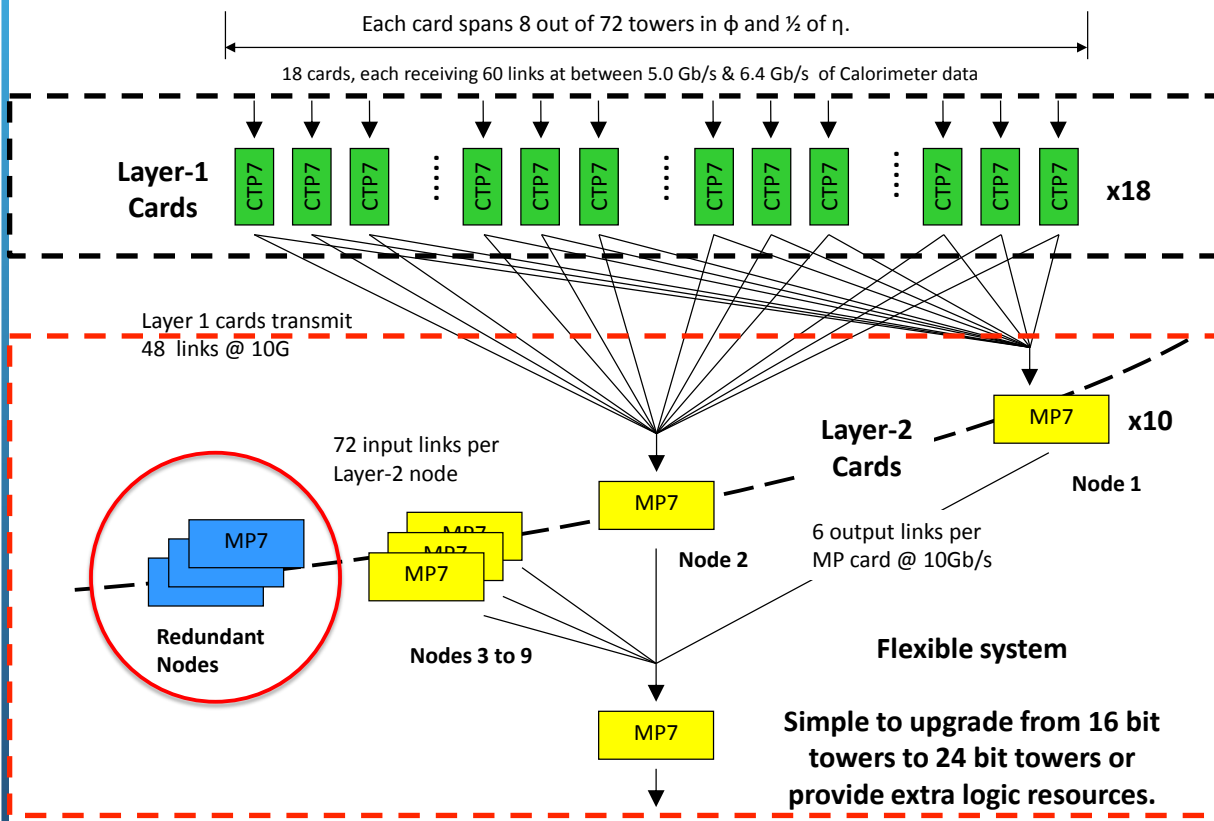 Each card spans 8 out of 72 towers in ϕ and ½ of η.
18 cards, each receiving 60 links at between 5.0 Gb/s & 6.4 Gb/s of Calorimeter data
Layer-1
Cards
CTP7
CTP7
CTP7
CTP7
CTP7
CTP7
CTP7
CTP7
CTP7
CTP7
CTP7
CTP7
x18
Layer 1 cards transmit
48 links @ 10G
MP7
x10
Layer-2
Cards
Node 1
72 input links per
Layer-2 node
MP7
Node 2
6 output links per
MP card @ 10Gb/s
MP7
MP7
MP7
Nodes 3 to 9
MP7
Redundant
Nodes
Flexible system
MP7
Simple to upgrade from 16 bit
towers to 24 bit towers or
provide extra logic resources.